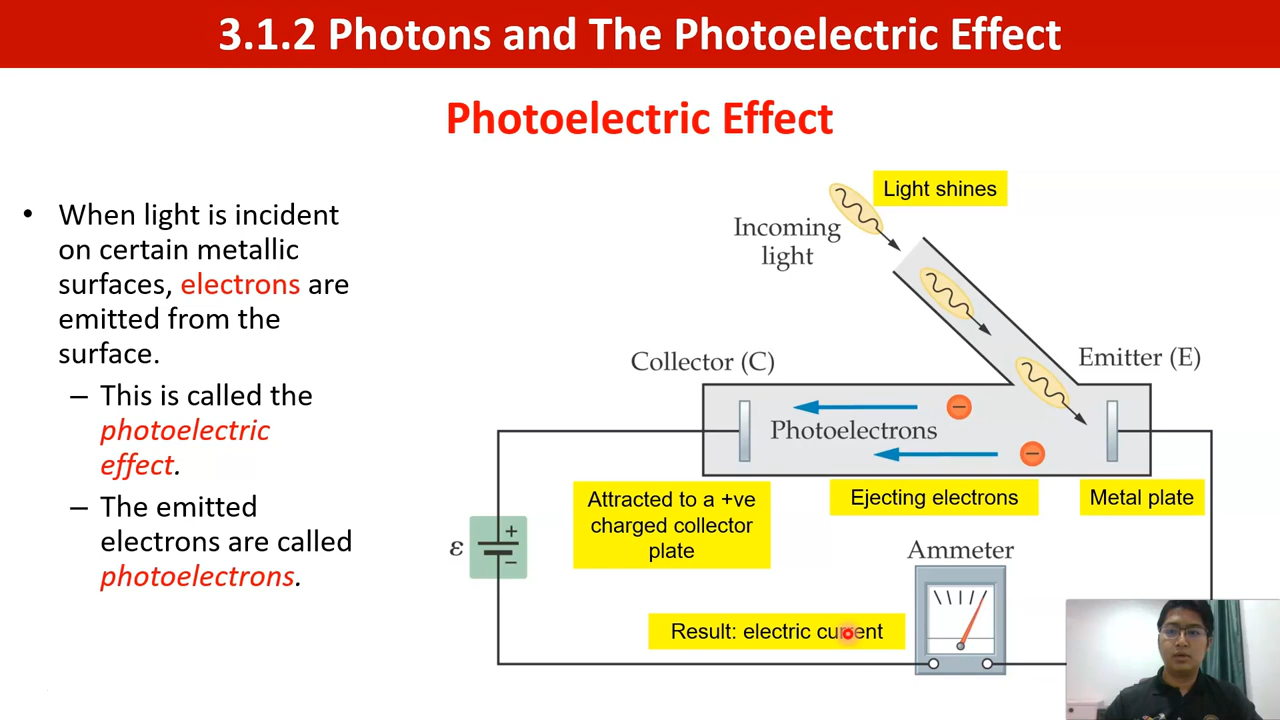 3.1.2 Photons and The Photoelectric Effect
Photoelectric Effect
• When light is incident
on certain metallic
surfaces, electrons are
emitted from the
surface.
– This is called the
photoelectric
effect.
– The emitted
electrons are called
photoelectrons.
Light shines
Incoming
light
Collector (C)
Emitter (E)
Photoelectrons
Attracted to a +ve
charged collector
plate
Ejecting electrons
Metal plate
ε
+
–
Ammeter
Result: electric current